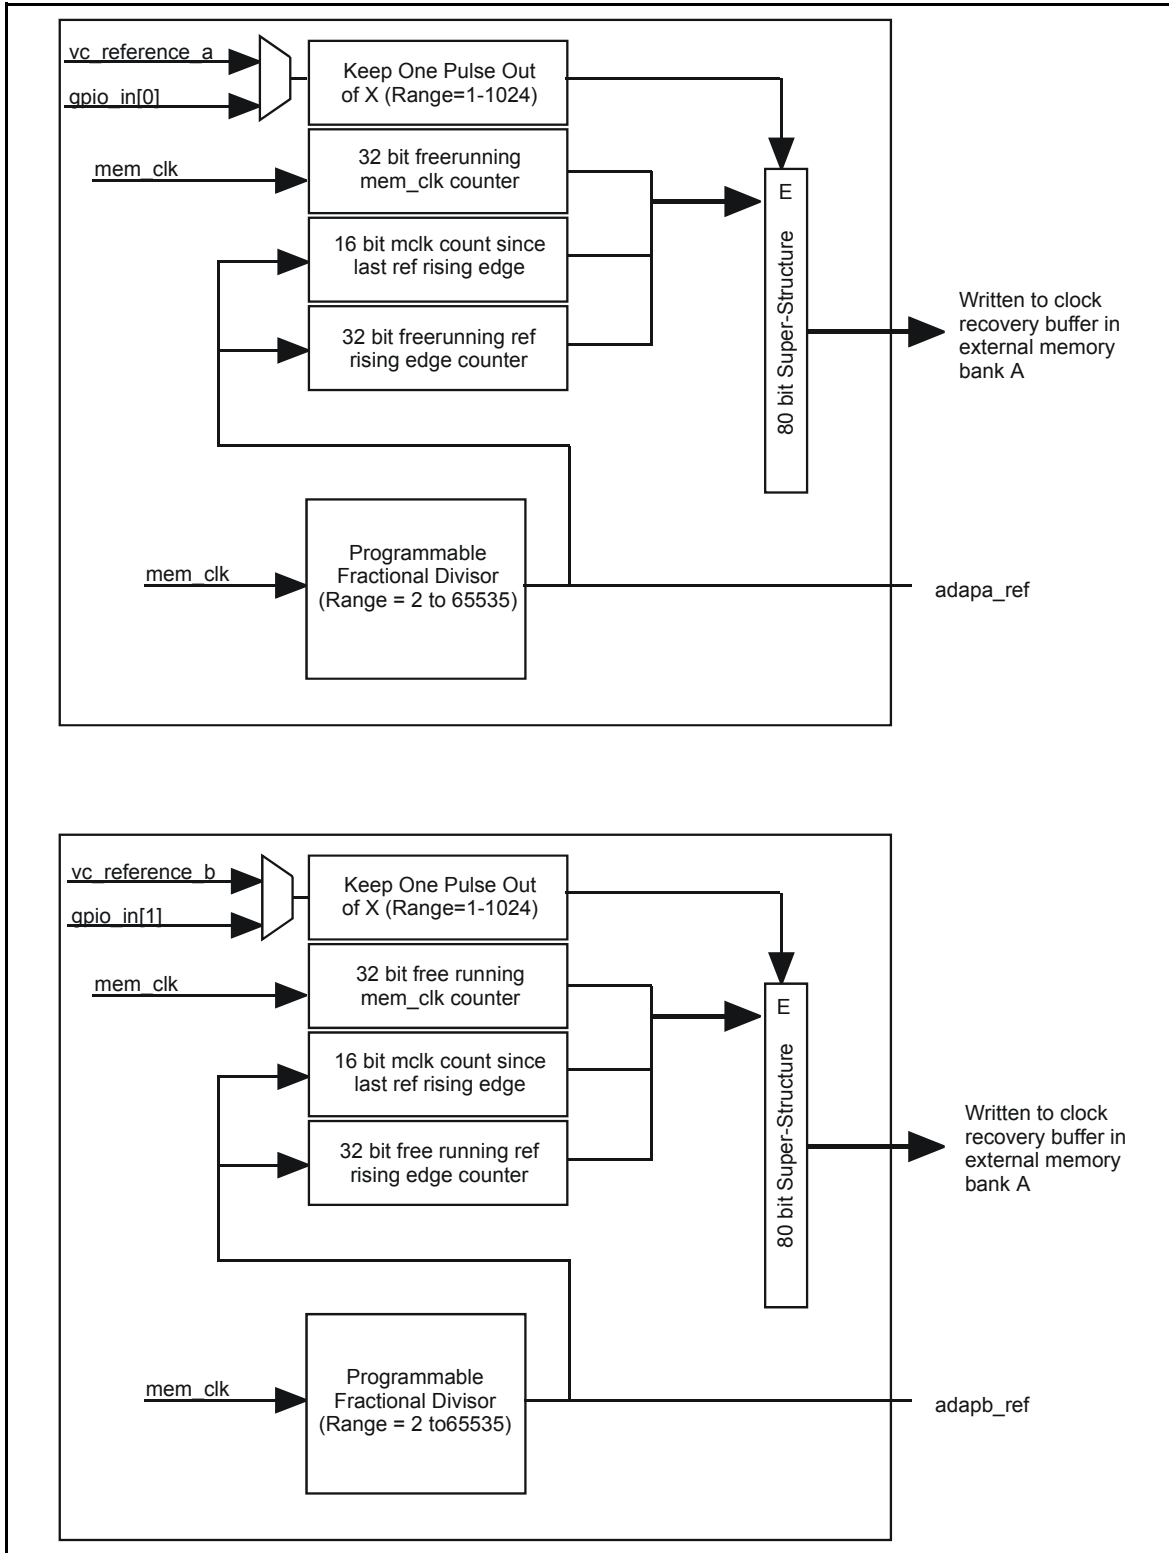 vc_reference_a
gpio_in[0]
Keep One Pulse Out
of X (Range=1-1024)
mem_clk
32 bit freerunning
mem_clk counter
16 bit mclk count since
last ref rising edge
32 bit freerunning ref
rising edge counter
E
80 bit Super-Structure
Written to clock
recovery buffer in
external memory
bank A
mem_clk
Programmable
Fractional Divisor
(Range = 2 to 65535)
adapa_ref
vc_reference_b
gpio_in[1]
Keep One Pulse Out
of X (Range=1-1024)
mem_clk
32 bit free running
mem_clk counter
16 bit mclk count since
last ref rising edge
32 bit free running ref
rising edge counter
E
80 bit Super-Structure
Written to clock
recovery buffer in
external memory
bank A
mem_clk
Programmable
Fractional Divisor
(Range = 2 to65535)
adapb_ref